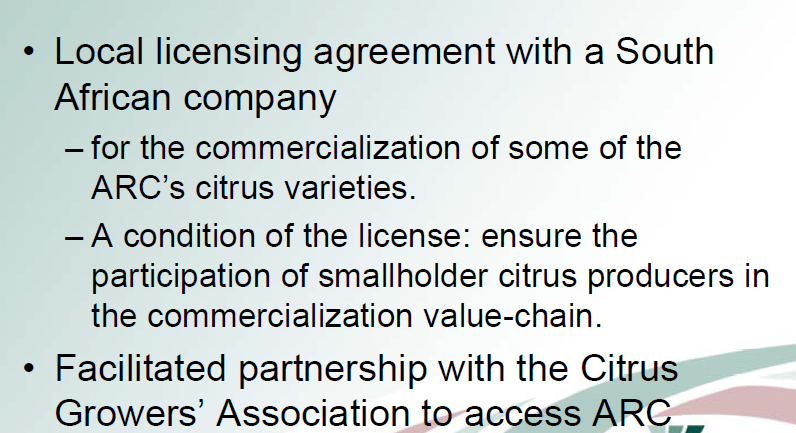 • Local licensing agreement with a South
African company
– for the commercialization of some of the
ARC’s citrus varieties.
– A condition of the license: ensure the
participation of smallholder citrus producers in
the commercialization value-chain.
• Facilitated partnership with the Citrus
Growers’ Association to access ARC